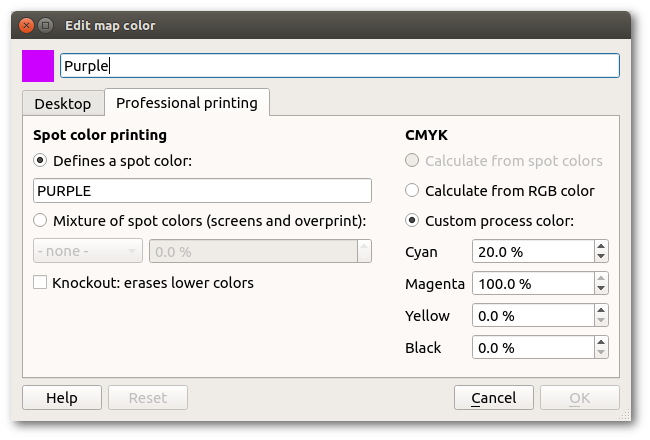 Edit map color
Purple
Desktop
Professional printing
Spot color printing
Defines a spot color:
PURPLE
Mixture of spot colors (screens and overprint):
- none -
0.0 %
Knockout: erases lower colors
CMYK
Calculate from spot colors
Calculate from RGB color
Custom process color:
Cyan 20.0 %
Magenta 100.0 %
Yellow 0.0 %
Black 0.0 %
Help
Reset
Cancel
OK